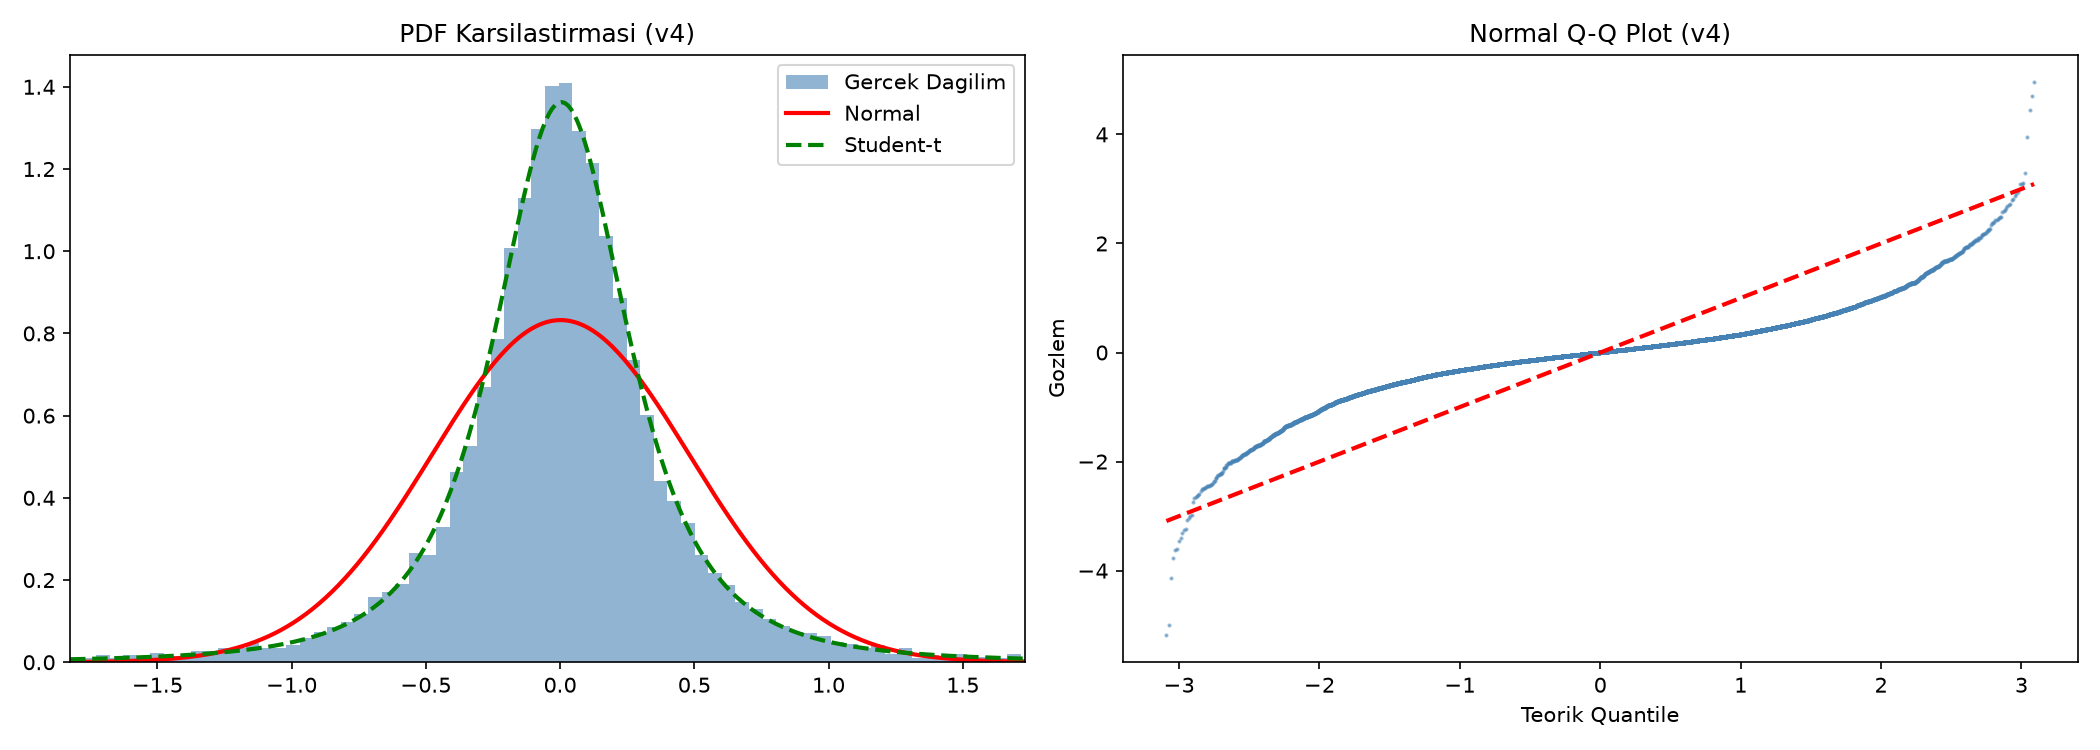 PDF Karsilastirmasi (v4)
Gercek Dagilim
Normal
Student-t
1.4
1.2
1.0
0.8
0.6
0.4
0.2
0.0
−1.5 −1.0 −0.5 0.0 0.5 1.0 1.5
Normal Q-Q Plot (v4)
Gozlem
4
2
0
−2
−4
−3 −2 −1 0 1 2 3
Teorik Quantile